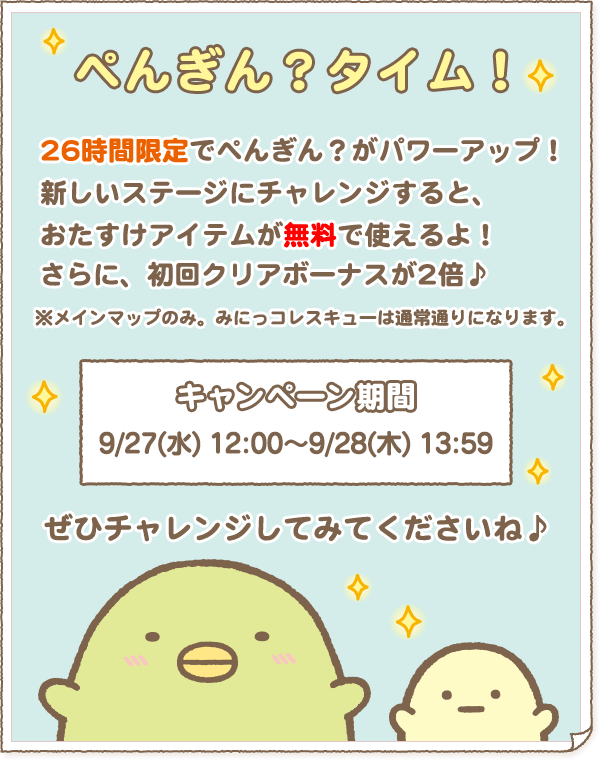 ぺんぎん？タイム！
26時間限定でぺんぎん？がパワーアップ！
新しいステージにチャレンジすると、
おたすけアイテムが無料で使えるよ！
さらに、初回クリアボーナスが2倍♪
※メインマップのみ。みにっコレスキューは通常通りになります。
キャンペーン期間
9/27(水) 12:00～9/28(木) 13:59
ぜひチャレンジしてみてくださいね♪